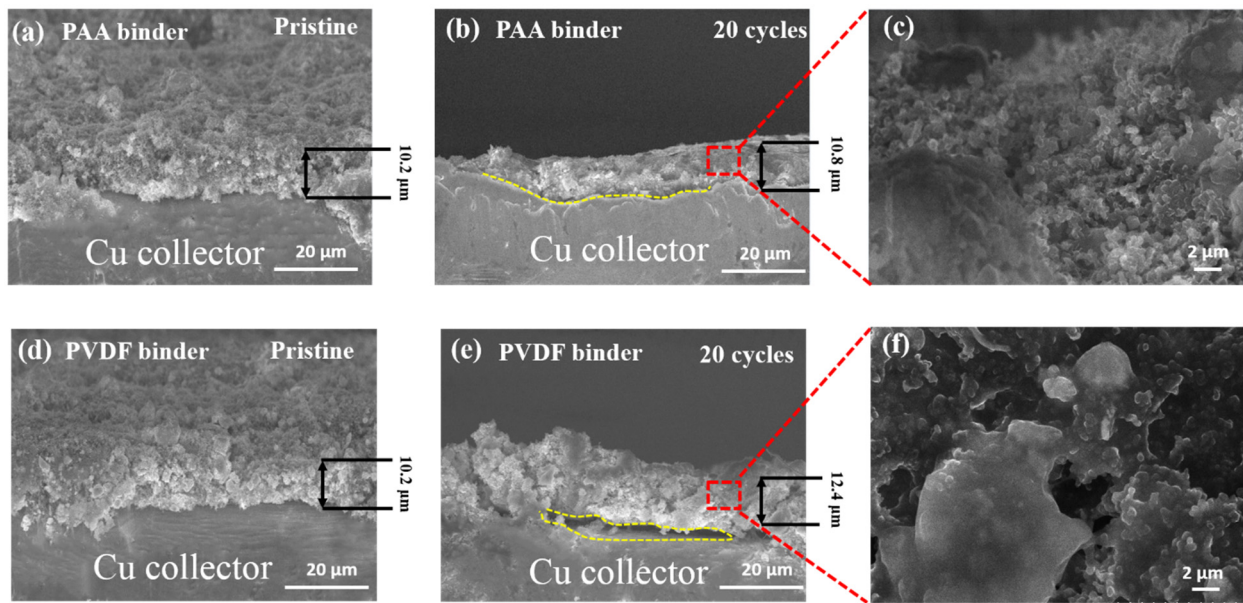 (a) PAA binder Pristine
10.2 µm
Cu collector
20 µm
(b) PAA binder 20 cycles
10.8 µm
20 µm
(c)
2 µm
(d) PVDF binder Pristine
10.2 µm
Cu collector
20 µm
(e) PVDF binder 20 cycles
12.4 µm
Cu collector
20 µm
(f)
2 µm